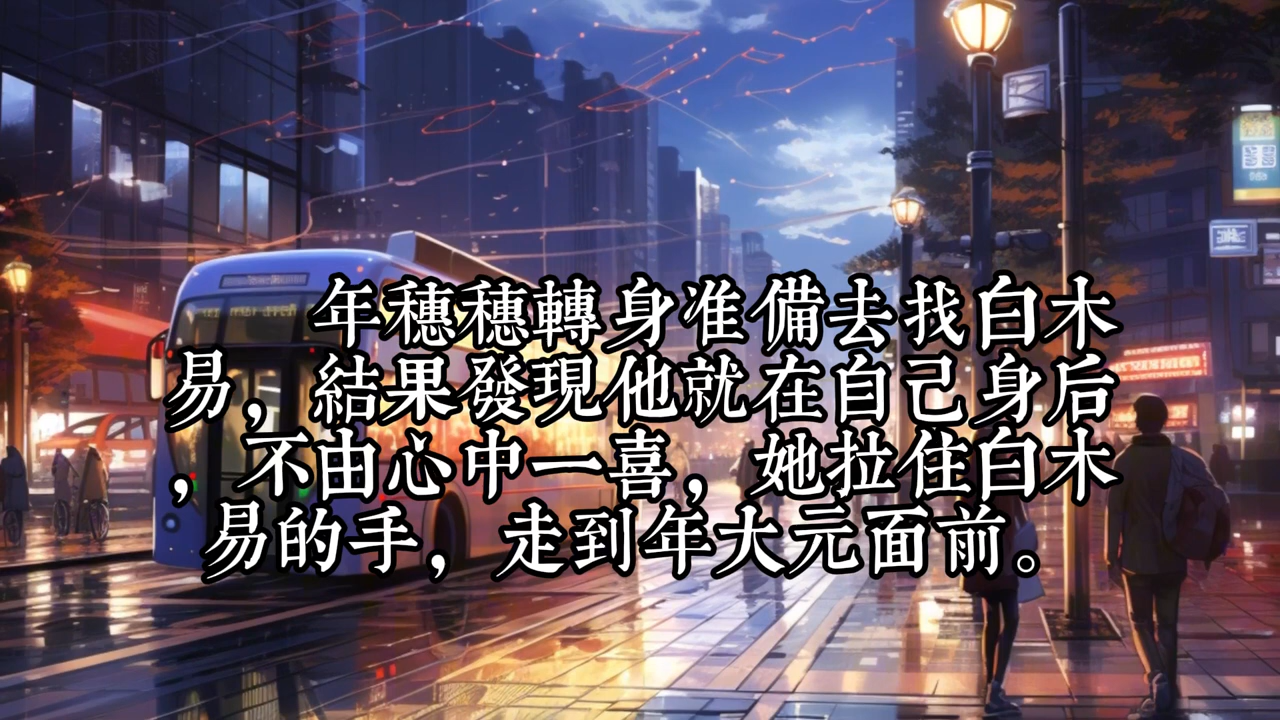 年穗穗轉身准備去找白木
易，結果發現他就在自己身后
，不由心中一喜，她拉住白木
易的手，走到年大元面前。